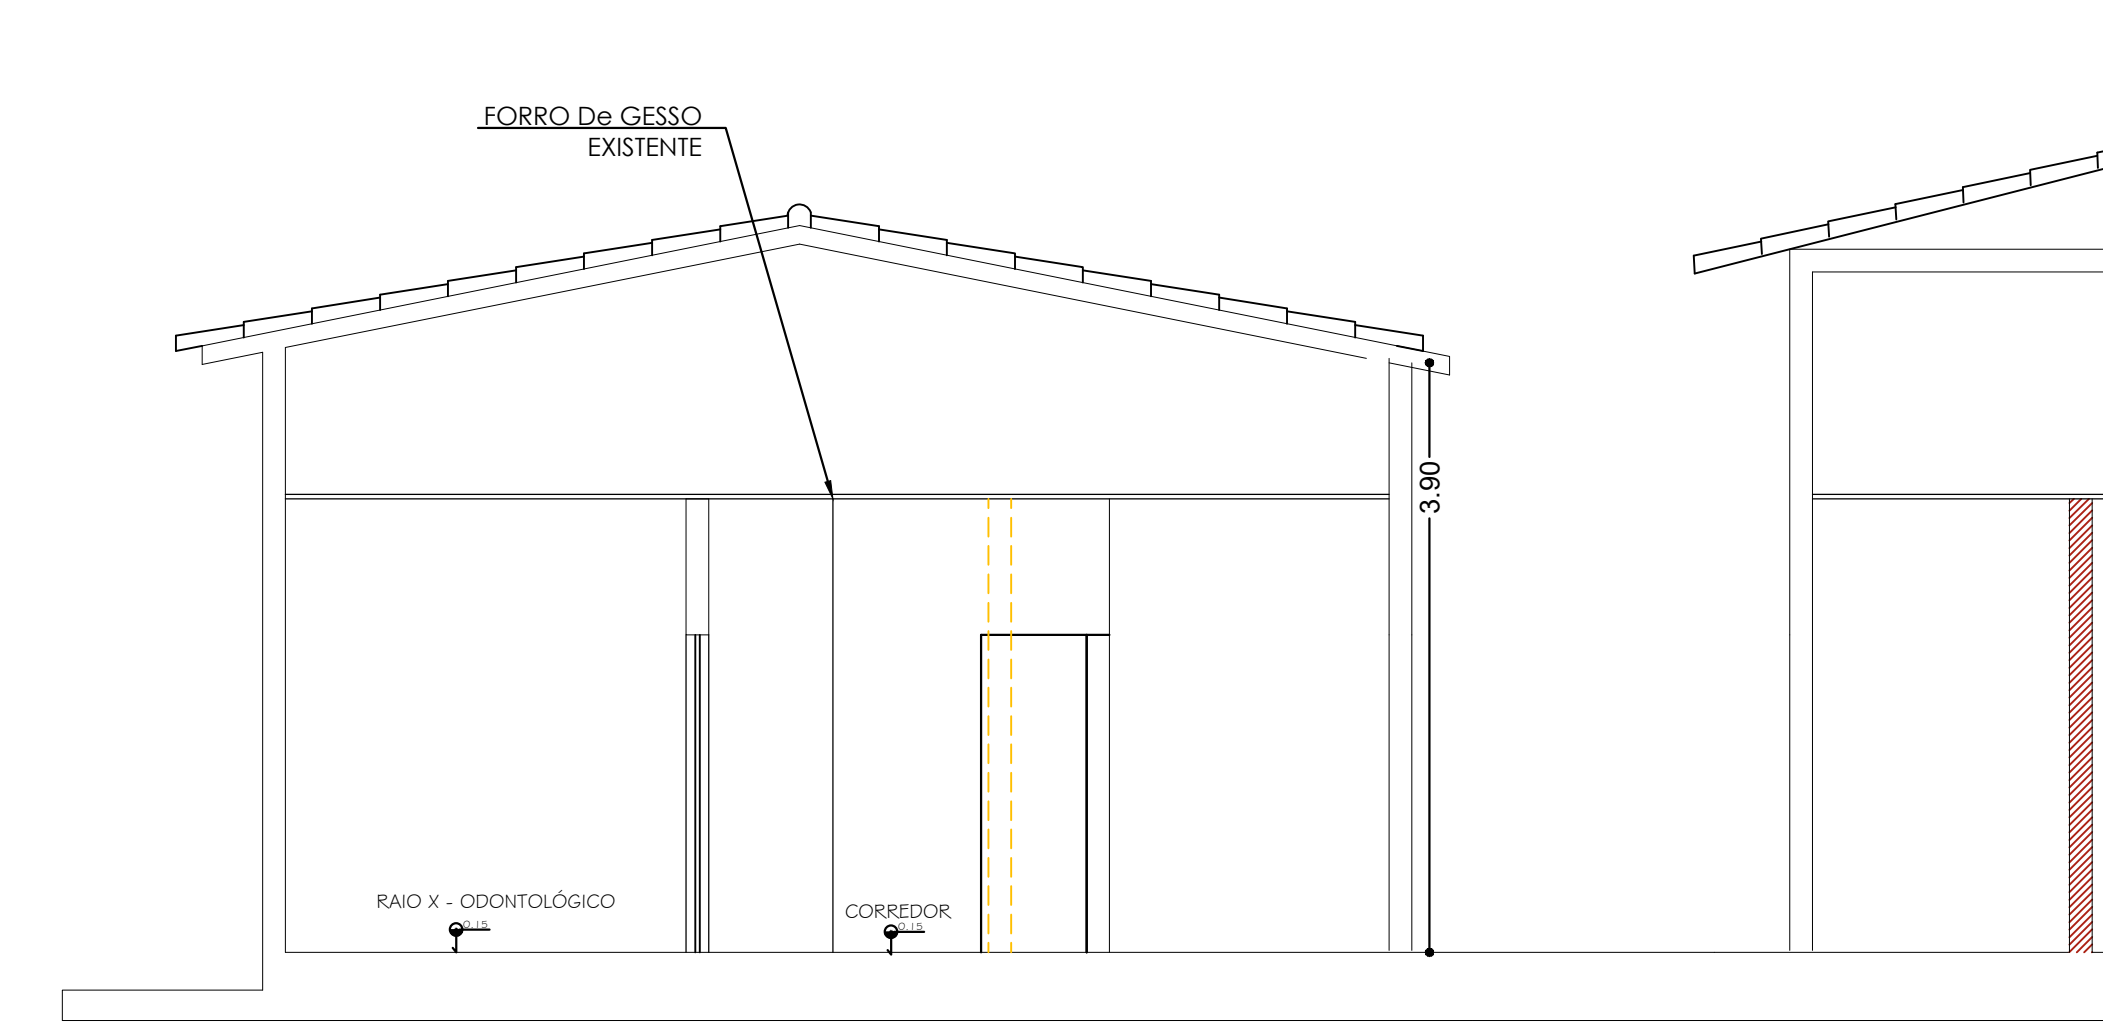 FORRO De GESSO
EXISTENTE
3.90
RAIO X - ODONTOLÓGICO
0.15
CORREDOR
0.15